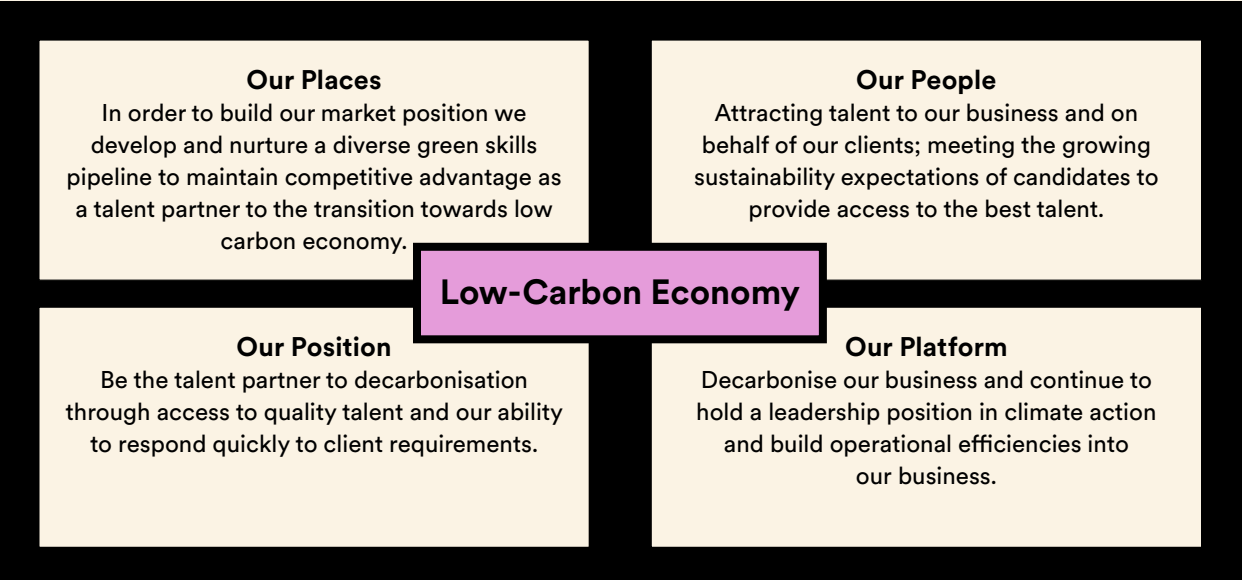 Our Places
In order to build our market position we
develop and nurture a diverse green skills
pipeline to maintain competitive advantage as
a talent partner to the transition towards low
carbon economy.
Our People
Attracting talent to our business and on
behalf of our clients; meeting the growing
sustainability expectations of candidates to
provide access to the best talent.
Low-Carbon Economy
Our Position
Be the talent partner to decarbonisation
through access to quality talent and our ability
to respond quickly to client requirements.
Our Platform
Decarbonise our business and continue to
hold a leadership position in climate action
and build operational efficiencies into
our business.